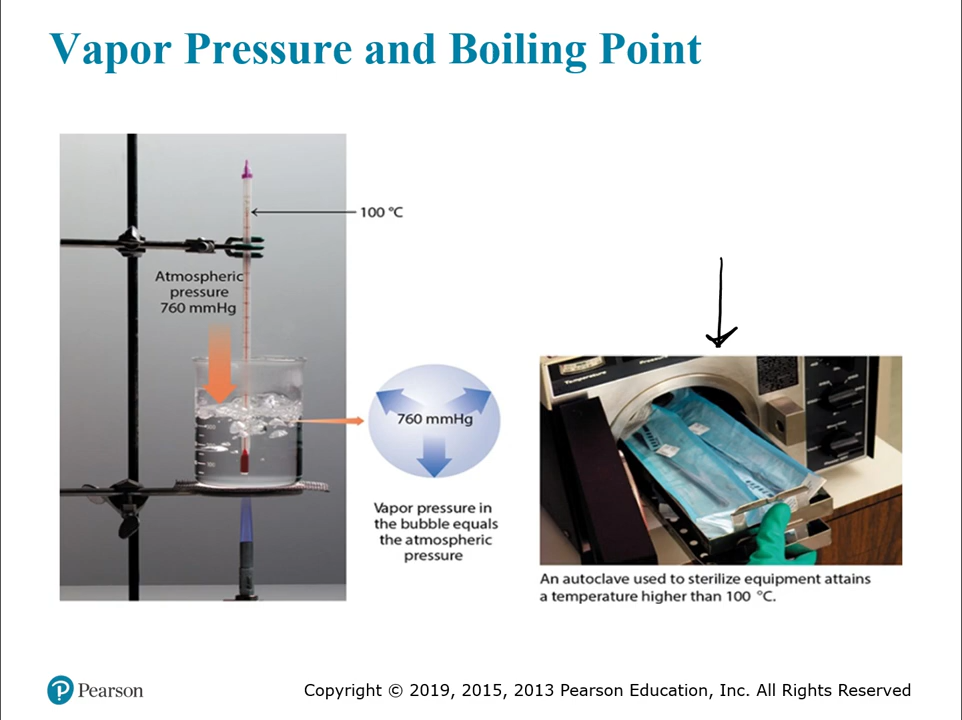 Vapor Pressure and Boiling Point
100 °C
Atmospheric
pressure
760 mmHg
760 mmHg
Vapor pressure in
the bubble equals
the atmospheric
pressure
Temperature
An autoclave used to sterilize equipment attains
a temperature higher than 100 °C.
Pearson
Copyright © 2019, 2015, 2013 Pearson Education, Inc. All Rights Reserved